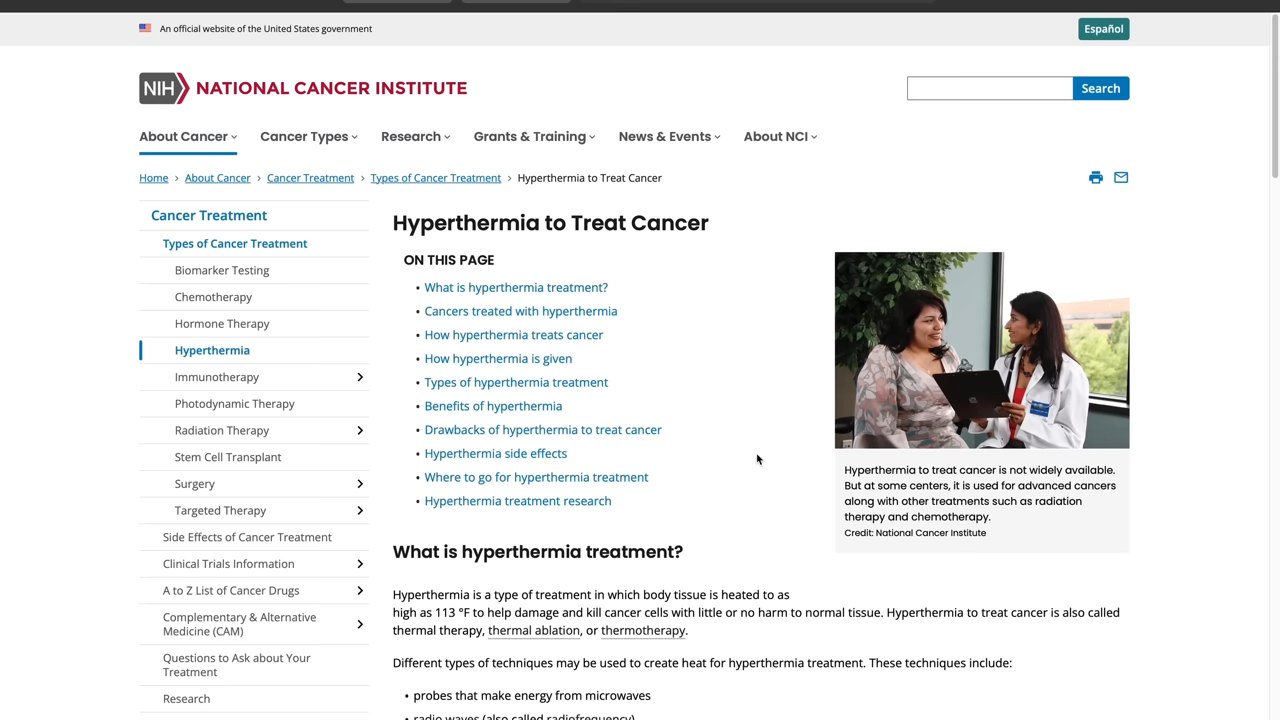 An official website of the United States government
Español
NIH NATIONAL CANCER INSTITUTE
Search
About Cancer Cancer Types Research Grants & Training News & Events About NCI
Home > About Cancer > Cancer Treatment > Types of Cancer Treatment > Hyperthermia to Treat Cancer
Cancer Treatment
Types of Cancer Treatment
Biomarker Testing
Chemotherapy
Hormone Therapy
Hyperthermia
Immunotherapy
Photodynamic Therapy
Radiation Therapy
Stem Cell Transplant
Surgery
Targeted Therapy
Side Effects of Cancer Treatment
Clinical Trials Information
A to Z List of Cancer Drugs
Complementary & Alternative
Medicine (CAM)
Questions to Ask about Your
Treatment
Research
Hyperthermia to Treat Cancer
ON THIS PAGE
• What is hyperthermia treatment?
• Cancers treated with hyperthermia
• How hyperthermia treats cancer
• How hyperthermia is given
• Types of hyperthermia treatment
• Benefits of hyperthermia
• Drawbacks of hyperthermia to treat cancer
• Hyperthermia side effects
• Where to go for hyperthermia treatment
• Hyperthermia treatment research
Hyperthermia to treat cancer is not widely available.
But at some centers, it is used for advanced cancers
along with other treatments such as radiation
therapy and chemotherapy.
Credit: National Cancer Institute
What is hyperthermia treatment?
Hyperthermia is a type of treatment in which body tissue is heated to as
high as 113 °F to help damage and kill cancer cells with little or no harm to normal tissue. Hyperthermia to treat cancer is also called
thermal therapy, thermal ablation, or thermotherapy.
Different types of techniques may be used to create heat for hyperthermia treatment. These techniques include:
• probes that make energy from microwaves
• radio waves (also called radiofrequency)